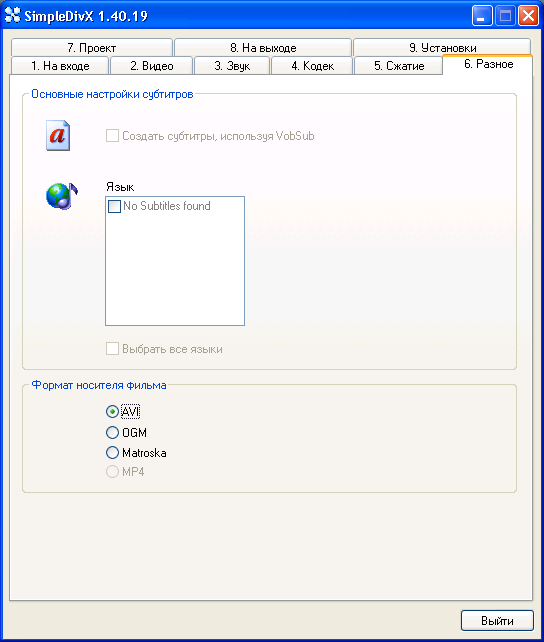 SimpleDivX 1.40.19
7. Проект
8. На выходе
9. Установки
1. На входе
2. Видео
3. Звук
4. Кодек
5. Сжатие
6. Разное
Основные настройки субтитров
a
Создать субтитры, используя VobSub
Язык
No Subtitles found
Выбрать все языки
Формат носителя фильма
AVI
OGM
Matroska
MP4
Выйти